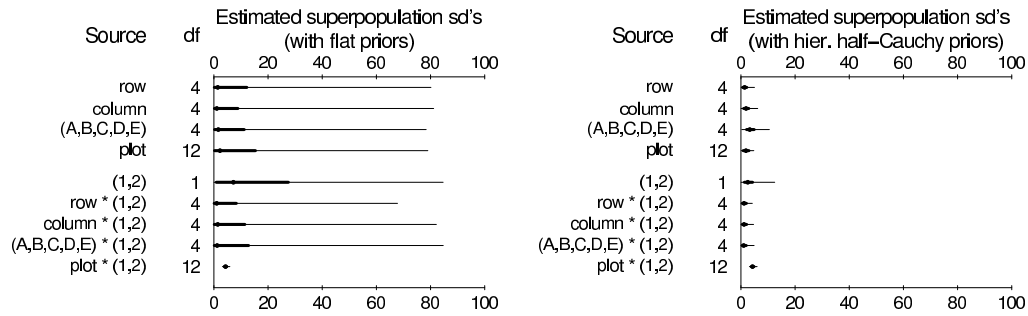 Estimated superpopulation sd's
Source df (with flat priors)
0 20 40 60 80 100
row 4
column 4
(A,B,C,D,E) 4
plot 12
(1,2) 1
row * (1,2) 4
column * (1,2) 4
(A,B,C,D,E) * (1,2) 4
plot * (1,2) 12
0 20 40 60 80 100
Estimated superpopulation sd's
Source df (with hier. half−Cauchy priors)
0 20 40 60 80 100
row 4
column 4
(A,B,C,D,E) 4
plot 12
(1,2) 1
row * (1,2) 4
column * (1,2) 4
(A,B,C,D,E) * (1,2) 4
plot * (1,2) 12
0 20 40 60 80 100